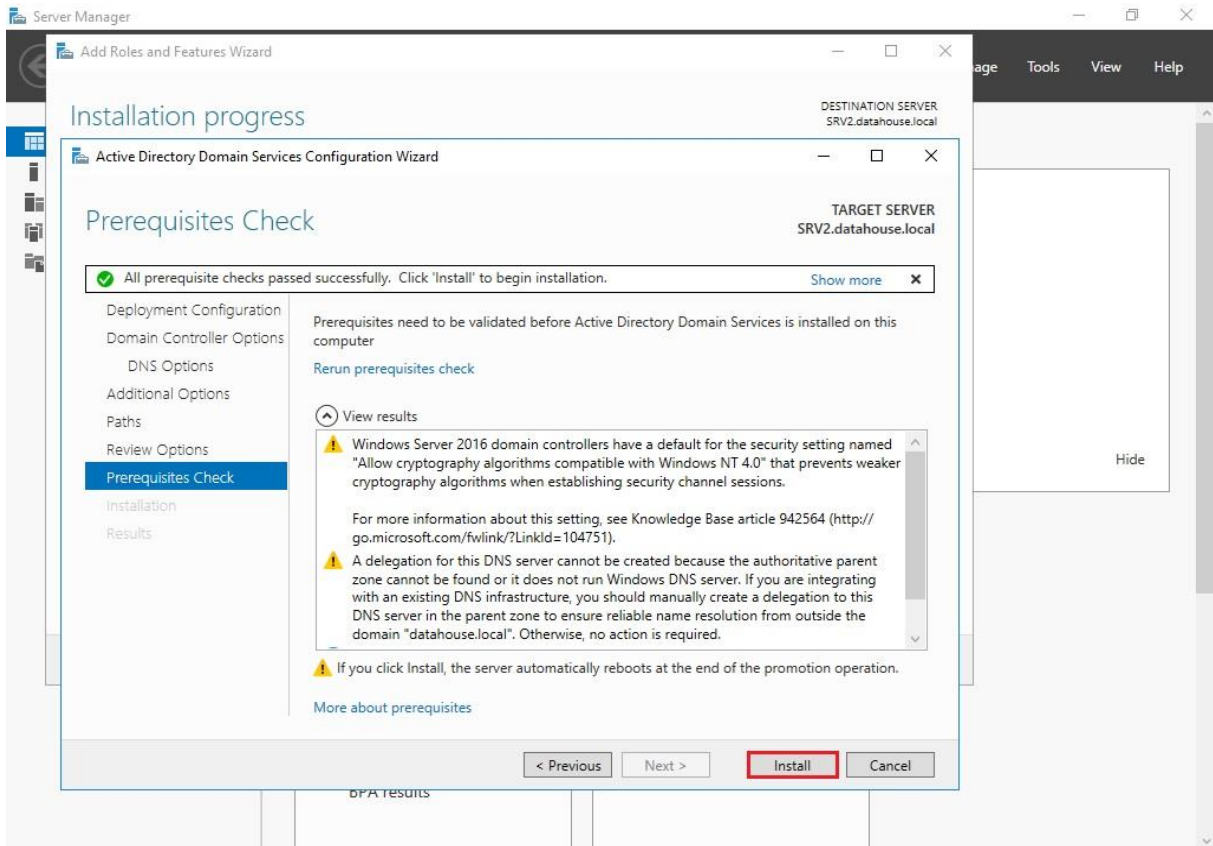 Server Manager
Add Roles and Features Wizard
Tools
View
Help
Installation progress
DESTINATION SERVER
SRV2.datahouse.local
Active Directory Domain Services Configuration Wizard
Prerequisites Check
TARGET SERVER
SRV2.datahouse.local
All prerequisite checks passed successfully. Click 'Install' to begin installation.
Show more
Deployment Configuration
Domain Controller Options
DNS Options
Additional Options
Paths
Review Options
Prerequisites Check
Installation
Results
Prerequisites need to be validated before Active Directory Domain Services is installed on this
computer
Rerun prerequisites check
View results
Windows Server 2016 domain controllers have a default for the security setting named
"Allow cryptography algorithms compatible with Windows NT 4.0" that prevents weaker
cryptography algorithms when establishing security channel sessions.
For more information about this setting, see Knowledge Base article 942564 (http://
go.microsoft.com/fwlink/?LinkId=104751).
A delegation for this DNS server cannot be created because the authoritative parent
zone cannot be found or it does not run Windows DNS server. If you are integrating
with an existing DNS infrastructure, you should manually create a delegation to this
DNS server in the parent zone to ensure reliable name resolution from outside the
domain "datahouse.local". Otherwise, no action is required.
If you click Install, the server automatically reboots at the end of the promotion operation.
More about prerequisites
< Previous
Next >
Install
Cancel
Hide
BPA results